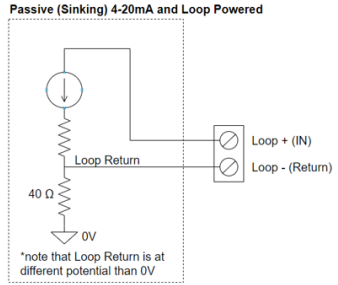 Passive (Sinking) 4-20mA and Loop Powered
Loop + (IN)
Loop Return
Loop - (Return)
40 Ω
0V
*note that Loop Return is at
different potential than 0V